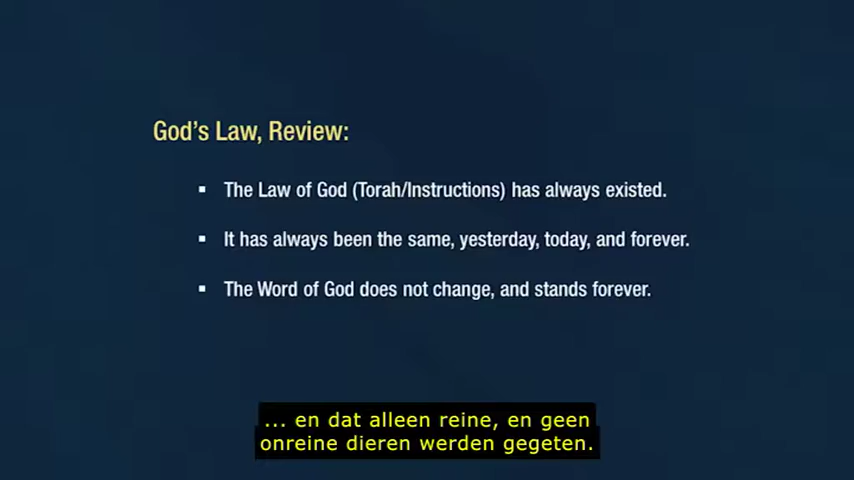 God's Law, Review:
▪ The Law of God (Torah/Instructions) has always existed.
▪ It has always been the same, yesterday, today, and forever.
▪ The Word of God does not change, and stands forever.
... en dat alleen reine, en geen
onreine dieren werden gegeten.